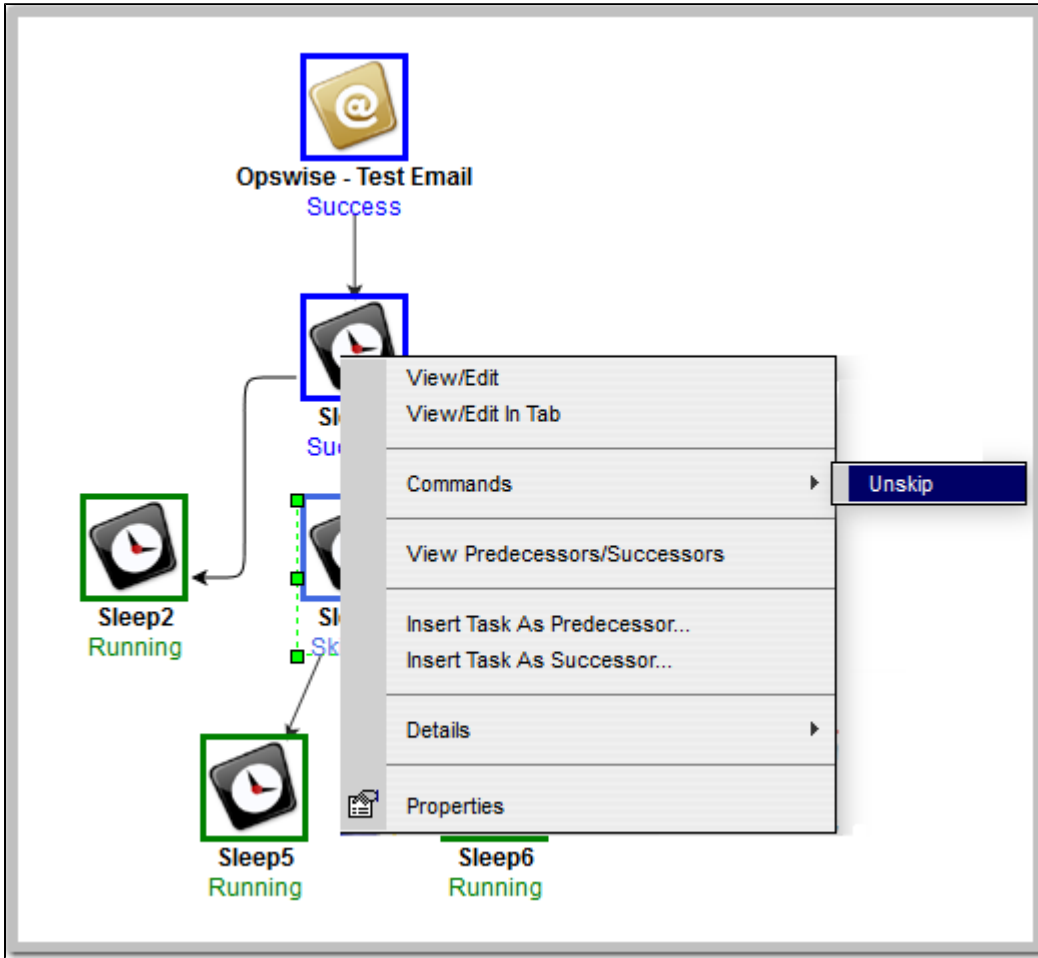 Opswise - Test Email
Success
View/Edit
View/Edit In Tab
Commands
Unskip
View Predecessors/Successors
Sleep2
Running
Insert Task As Predecessor...
Insert Task As Successor...
Details
Properties
Sleep5
Running
Sleep6
Running